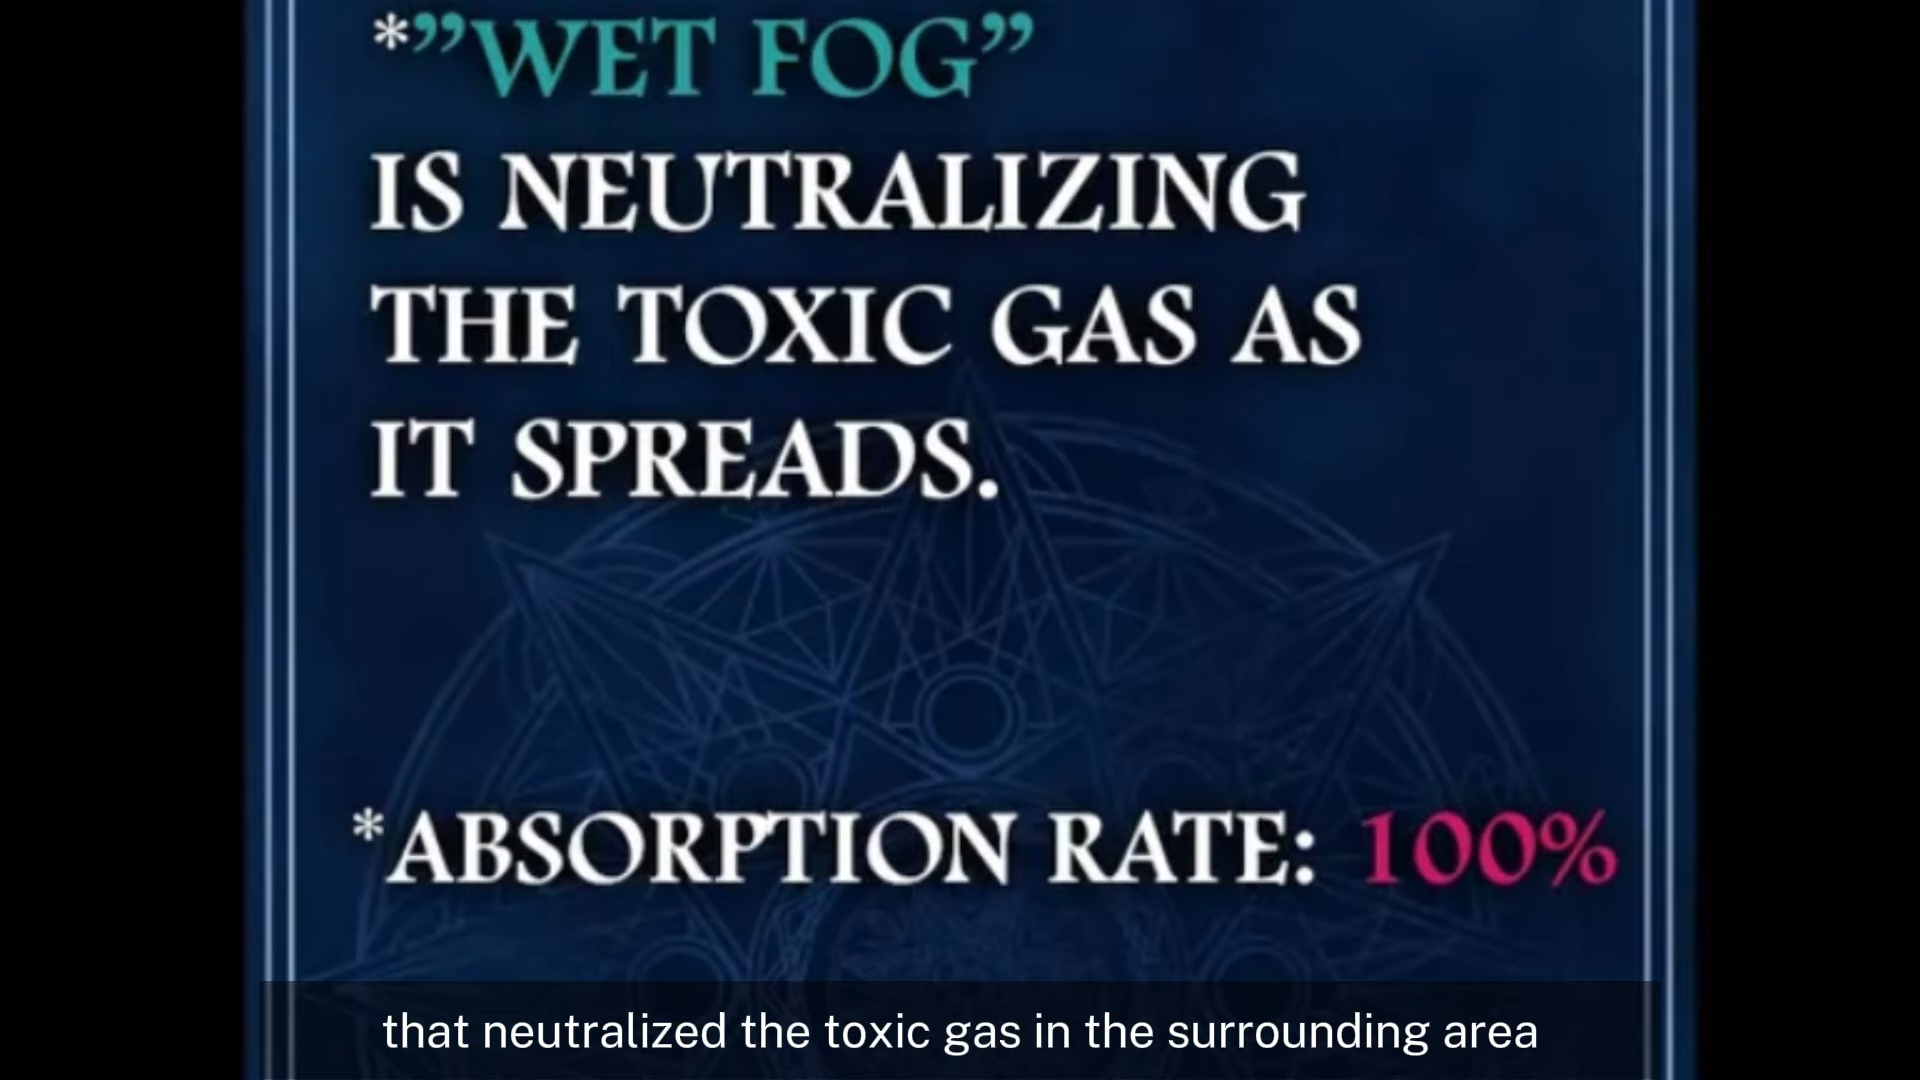 *”WET FOG”
IS NEUTRALIZING
THE TOXIC GAS AS
IT SPREADS.
*ABSORPTION RATE: 100%
that neutralized the toxic gas in the surrounding area